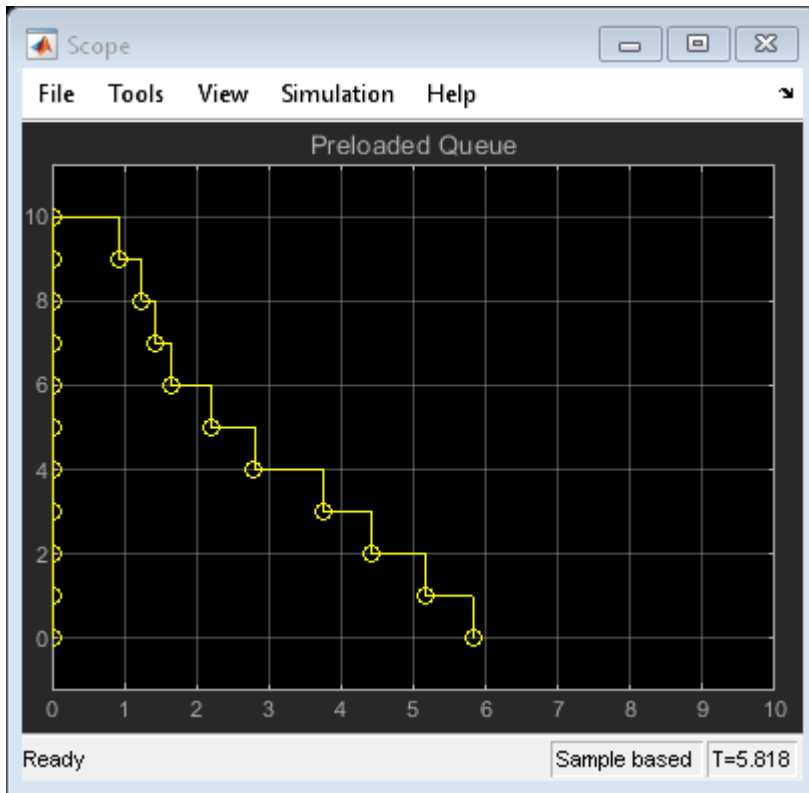 Scope
File Tools View Simulation Help
Preloaded Queue
10
8
6
4
2
0
0 1 2 3 4 5 6 7 8 9 10
Ready Sample based T=5.818